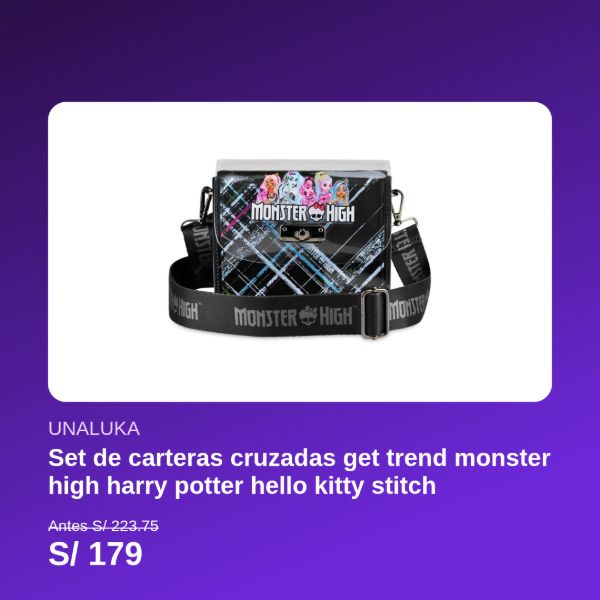 MONSTER HIGH
MONSTER HIGH
UNALUKA
Set de carteras cruzadas get trend monster
high harry potter hello kitty stitch
Antes S/ 223.75
S/ 179